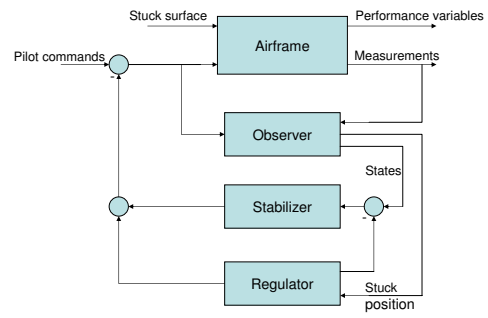 Stuck surface
Performance variables
Airframe
Pilot commands
Measurements
-
Observer
States
Stabilizer
-
Regulator
Stuck
position